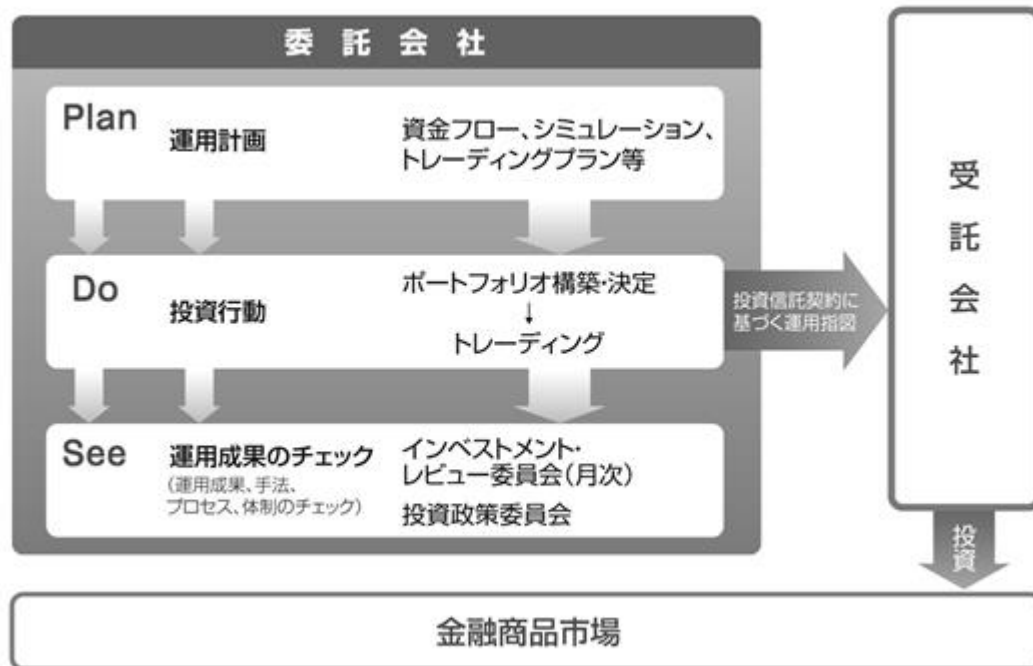 委託会社
Plan
運用計画
資金フロー、シミュレーション、
トレーディングプラン等
Do
投資行動
ポートフォリオ構築・決定
↓
トレーディング
投資信託契約に
基づく運用指図
See
運用成果のチェック
(運用成果、手法、
プロセス、体制のチェック)
インベストメント・
レビュー委員会(月次)
投資政策委員会
受託会社
投資
金融商品市場